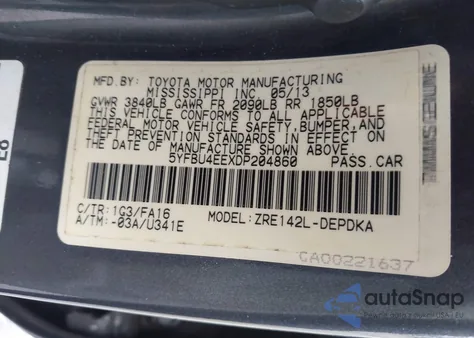 MFD.BY: TOYOTA MOTOR MANUFACTURING
MISSISSIPPI INC 05/13
GVWR 3840LB GAWR FR 2090LB RR 1850LB
THIS VEHICLE CONFORMS TO ALL APPLICABLE
FEDERAL MOTOR VEHICLE SAFETY,BUMPER,AND
THEFT PREVENTION STANDARDS IN EFFECT ON
THE DATE OF MANUFACTURE SHOWN ABOVE.
5YFBU4EEXDP204860 PASS.CAR
C/TR:1G3/FA16 MODEL:ZRE142L-DEPDKA
A/TM:-03A/U341E
CA00221637
autoSnap